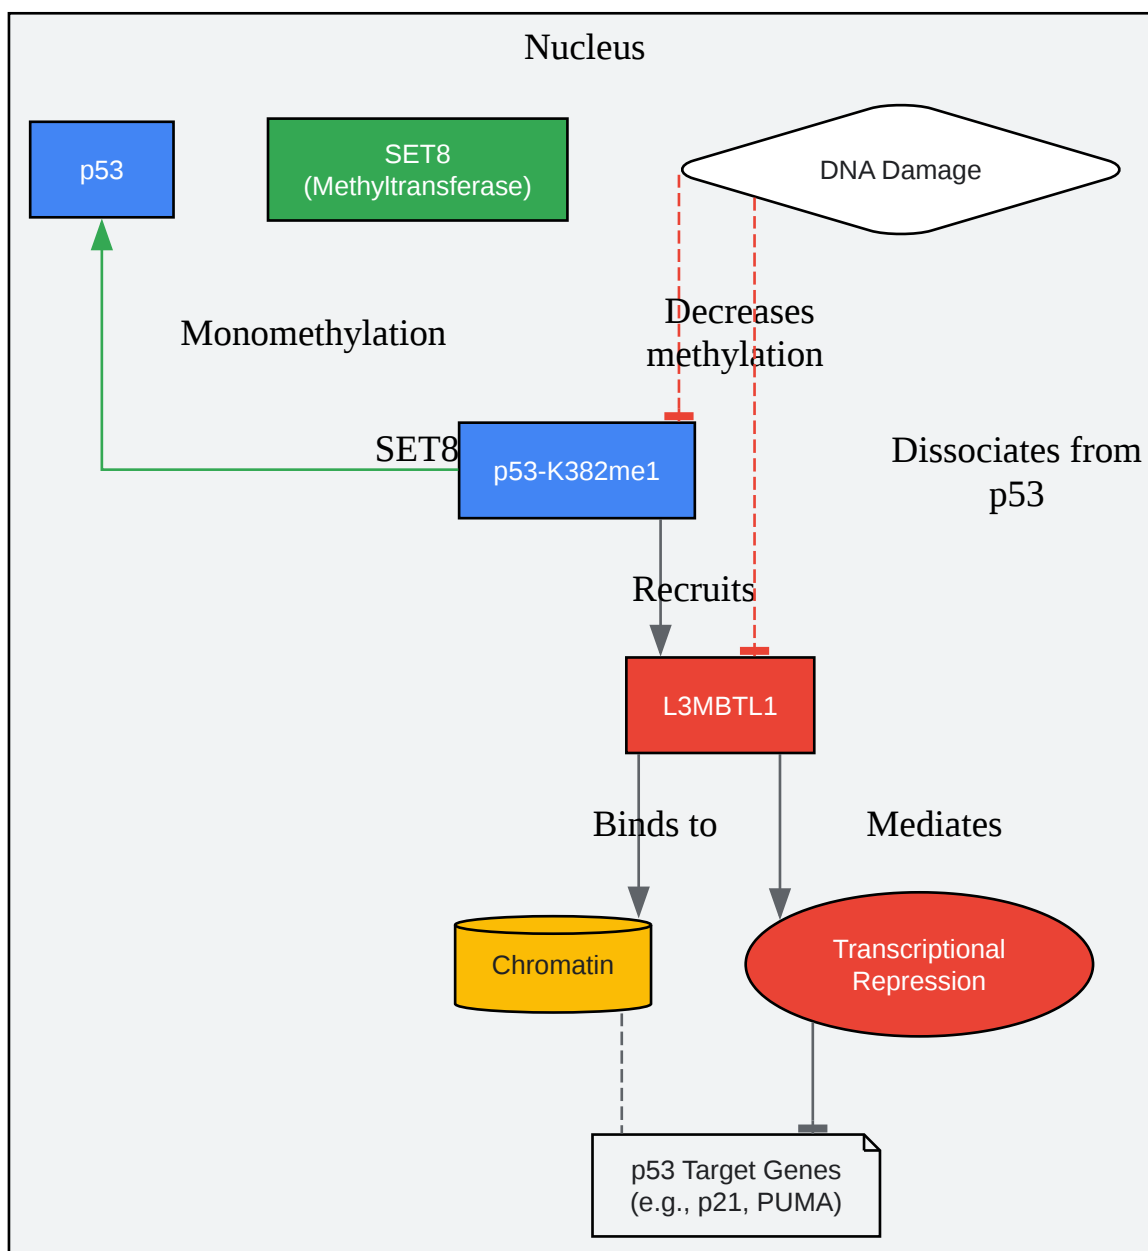 Nucleus
p53
SET8
(Methyltransferase)
DNA Damage
Monomethylation
Decreases
methylation
SET8
p53-K382me1
Dissociates from
p53
Recruits
L3MBTL1
Binds to
Mediates
Chromatin
Transcriptional
Repression
p53 Target Genes
(e.g., p21, PUMA)